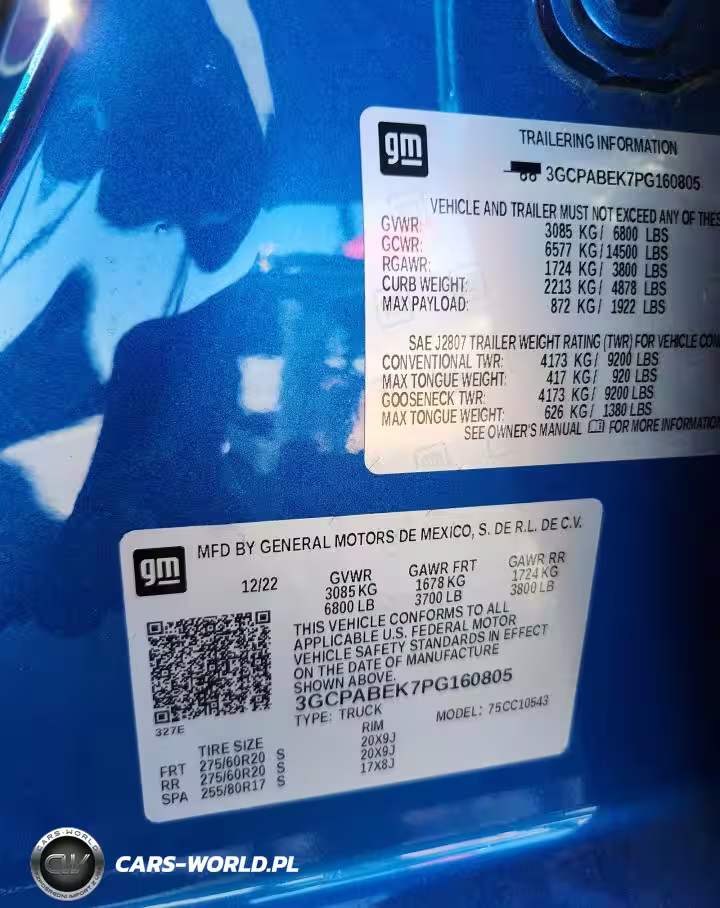 gm
TRAILERING INFORMATION
3GCPABEK7PG160805
VEHICLE AND TRAILER MUST NOT EXCEED ANY OF THES
GVWR: 3085 KG/ 6800 LBS
GCWR: 6577 KG/ 14500 LBS
RGAWR: 1724 KG/ 3800 LBS
CURB WEIGHT: 2213 KG/ 4878 LBS
MAX PAYLOAD: 872 KG/ 1922 LBS
SAE J2807 TRAILER WEIGHT RATING (TWR) FOR VEHICLE CON
CONVENTIONAL TWR: 4173 KG/ 9200 LBS
MAX TONGUE WEIGHT: 417 KG/ 920 LBS
GOOSENECK TWR: 4173 KG/ 9200 LBS
MAX TONGUE WEIGHT: 626 KG/ 1380 LBS
SEE OWNER'S MANUAL FOR MORE INFORMATIO
gm
MFD BY GENERAL MOTORS DE MEXICO, S. DE R.L. DE C.V.
12/22
GVWR GAWR FRT GAWR RR
3085 KG 1678 KG 1724 KG
6800 LB 3700 LB 3800 LB
THIS VEHICLE CONFORMS TO ALL
APPLICABLE U.S. FEDERAL MOTOR
VEHICLE SAFETY STANDARDS IN EFFECT
ON THE DATE OF MANUFACTURE
SHOWN ABOVE.
3GCPABEK7PG160805
TYPE: TRUCK MODEL: 75CC10543
327E
TIRE SIZE RIM
FRT 275/60R20 S 20X9J
RR 275/60R20 S 20X9J
SPA 255/80R17 S 17X8J
CARS-WORLD
CW
CARS-WORLD.PL